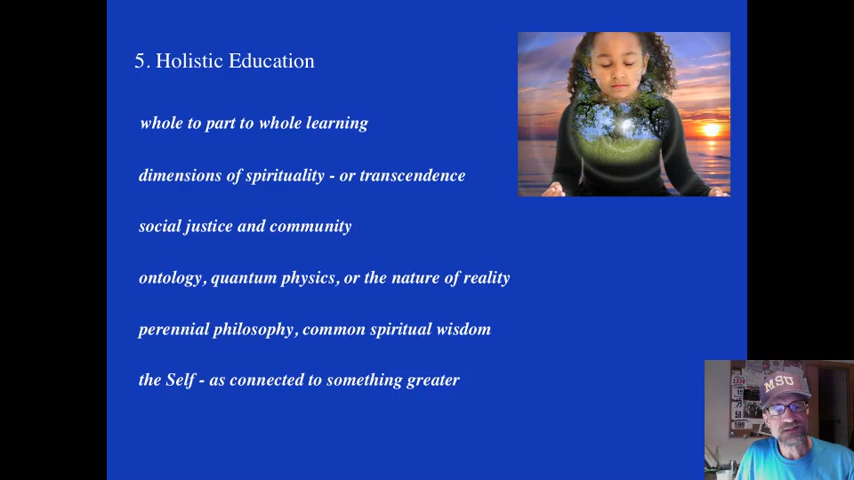 5. Holistic Education
whole to part to whole learning
dimensions of spirituality - or transcendence
social justice and community
ontology, quantum physics, or the nature of reality
perennial philosophy, common spiritual wisdom
the Self - as connected to something greater
MSU